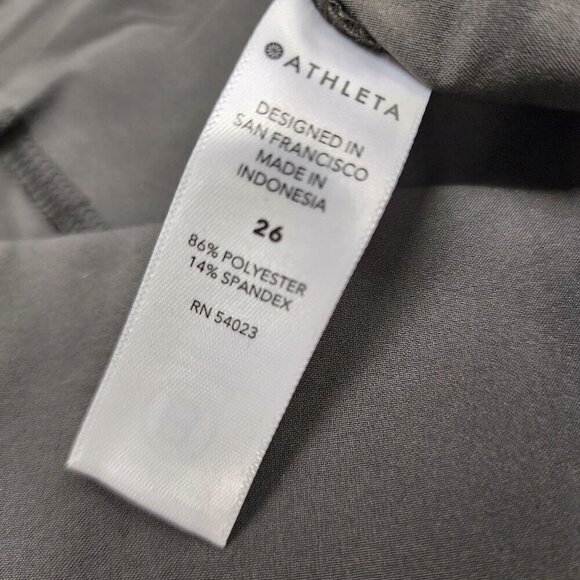 ATHLETA
DESIGNED IN
SAN FRANCISCO
MADE IN
INDONESIA
26
86% POLYESTER
14% SPANDEX
RN 54023